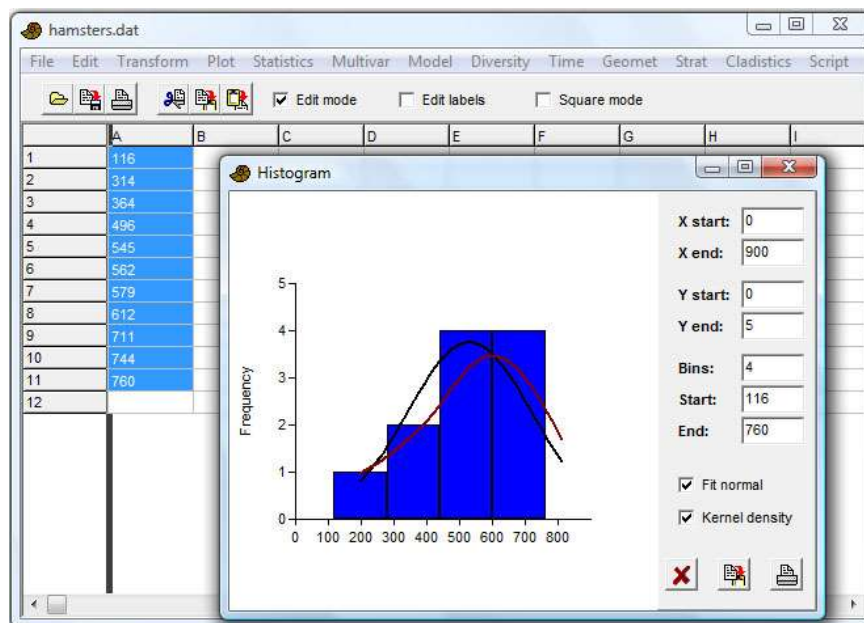 hamsters.dat
File Edit Transform Plot Statistics Multivar Model Diversity Time Geomet Strat Cladistics Script
Edit mode Edit labels Square mode
A B C D E F G H I
1 116
2 314
3 364
4 496
5 545
6 562
7 579
8 612
9 711
10 744
11 760
12
Histogram
5
4
3
2
1
0
Frequency
0 100 200 300 400 500 600 700 800
X start: 0
X end: 900
Y start: 0
Y end: 5
Bins: 4
Start: 116
End: 760
Fit normal
Kernel density